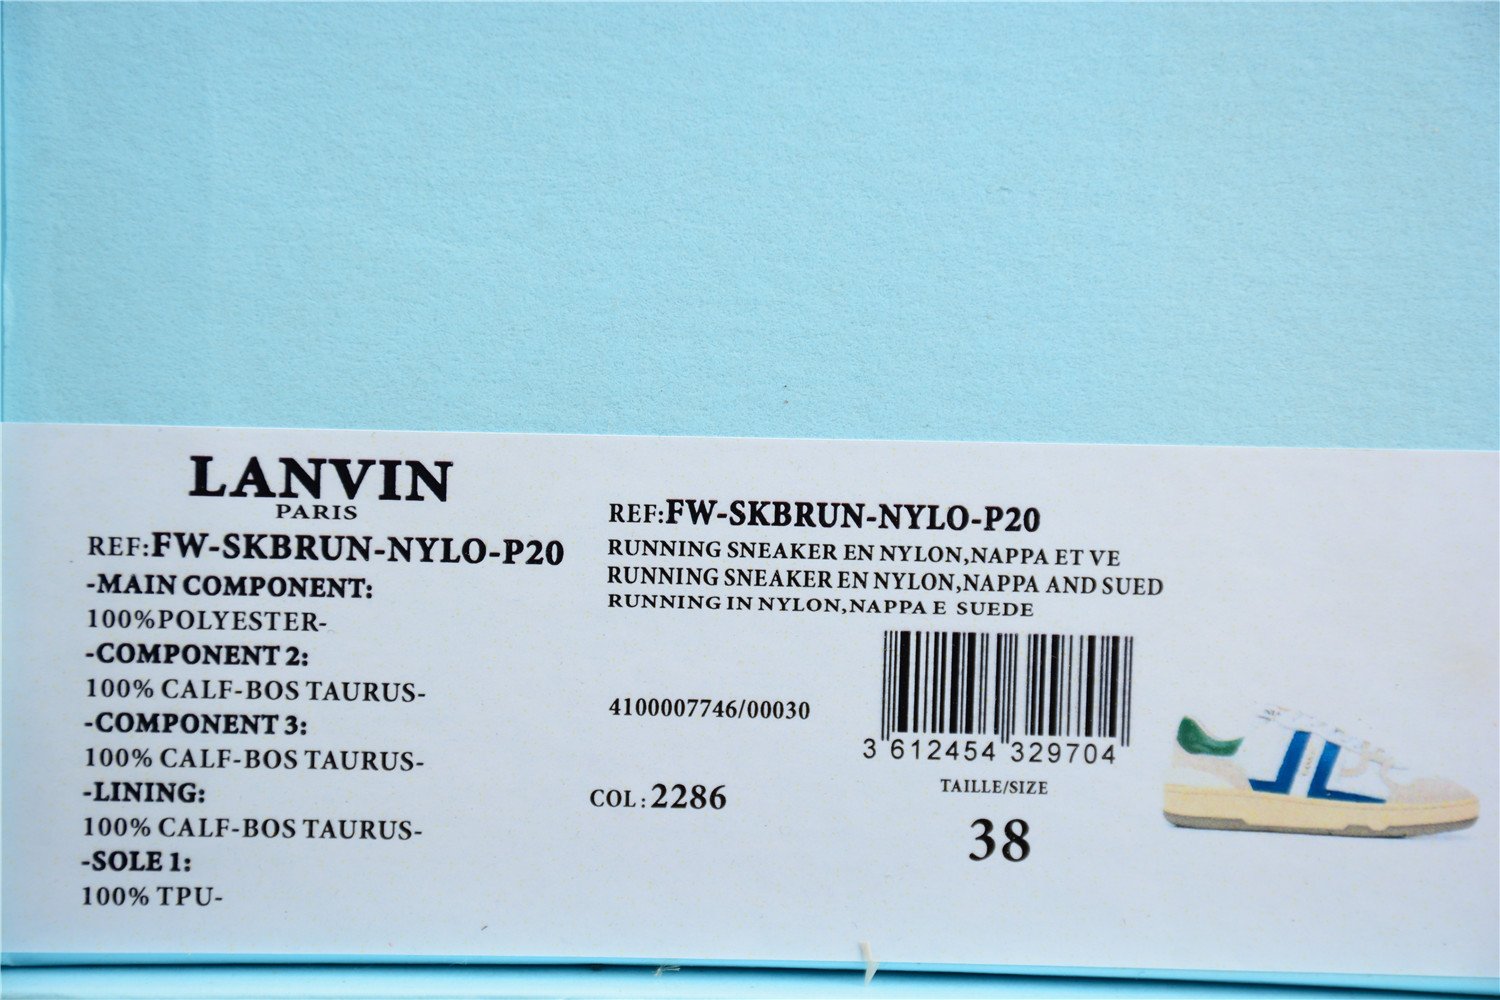 LANVIN
PARIS
REF:FW-SKBRUN-NYLO-P20
-MAIN COMPONENT:
100%POLYESTER-
-COMPONENT 2:
100% CALF-BOS TAURUS-
-COMPONENT 3:
100% CALF-BOS TAURUS-
-LINING:
100% CALF-BOS TAURUS-
-SOLE 1:
100% TPU-
REF:FW-SKBRUN-NYLO-P20
RUNNING SNEAKER EN NYLON,NAPPA ET VE
RUNNING SNEAKER EN NYLON,NAPPA AND SUED
RUNNING IN NYLON,NAPPA E SUEDE
4100007746/00030
3 612454 329704
COL:2286
TAILLE/SIZE
38